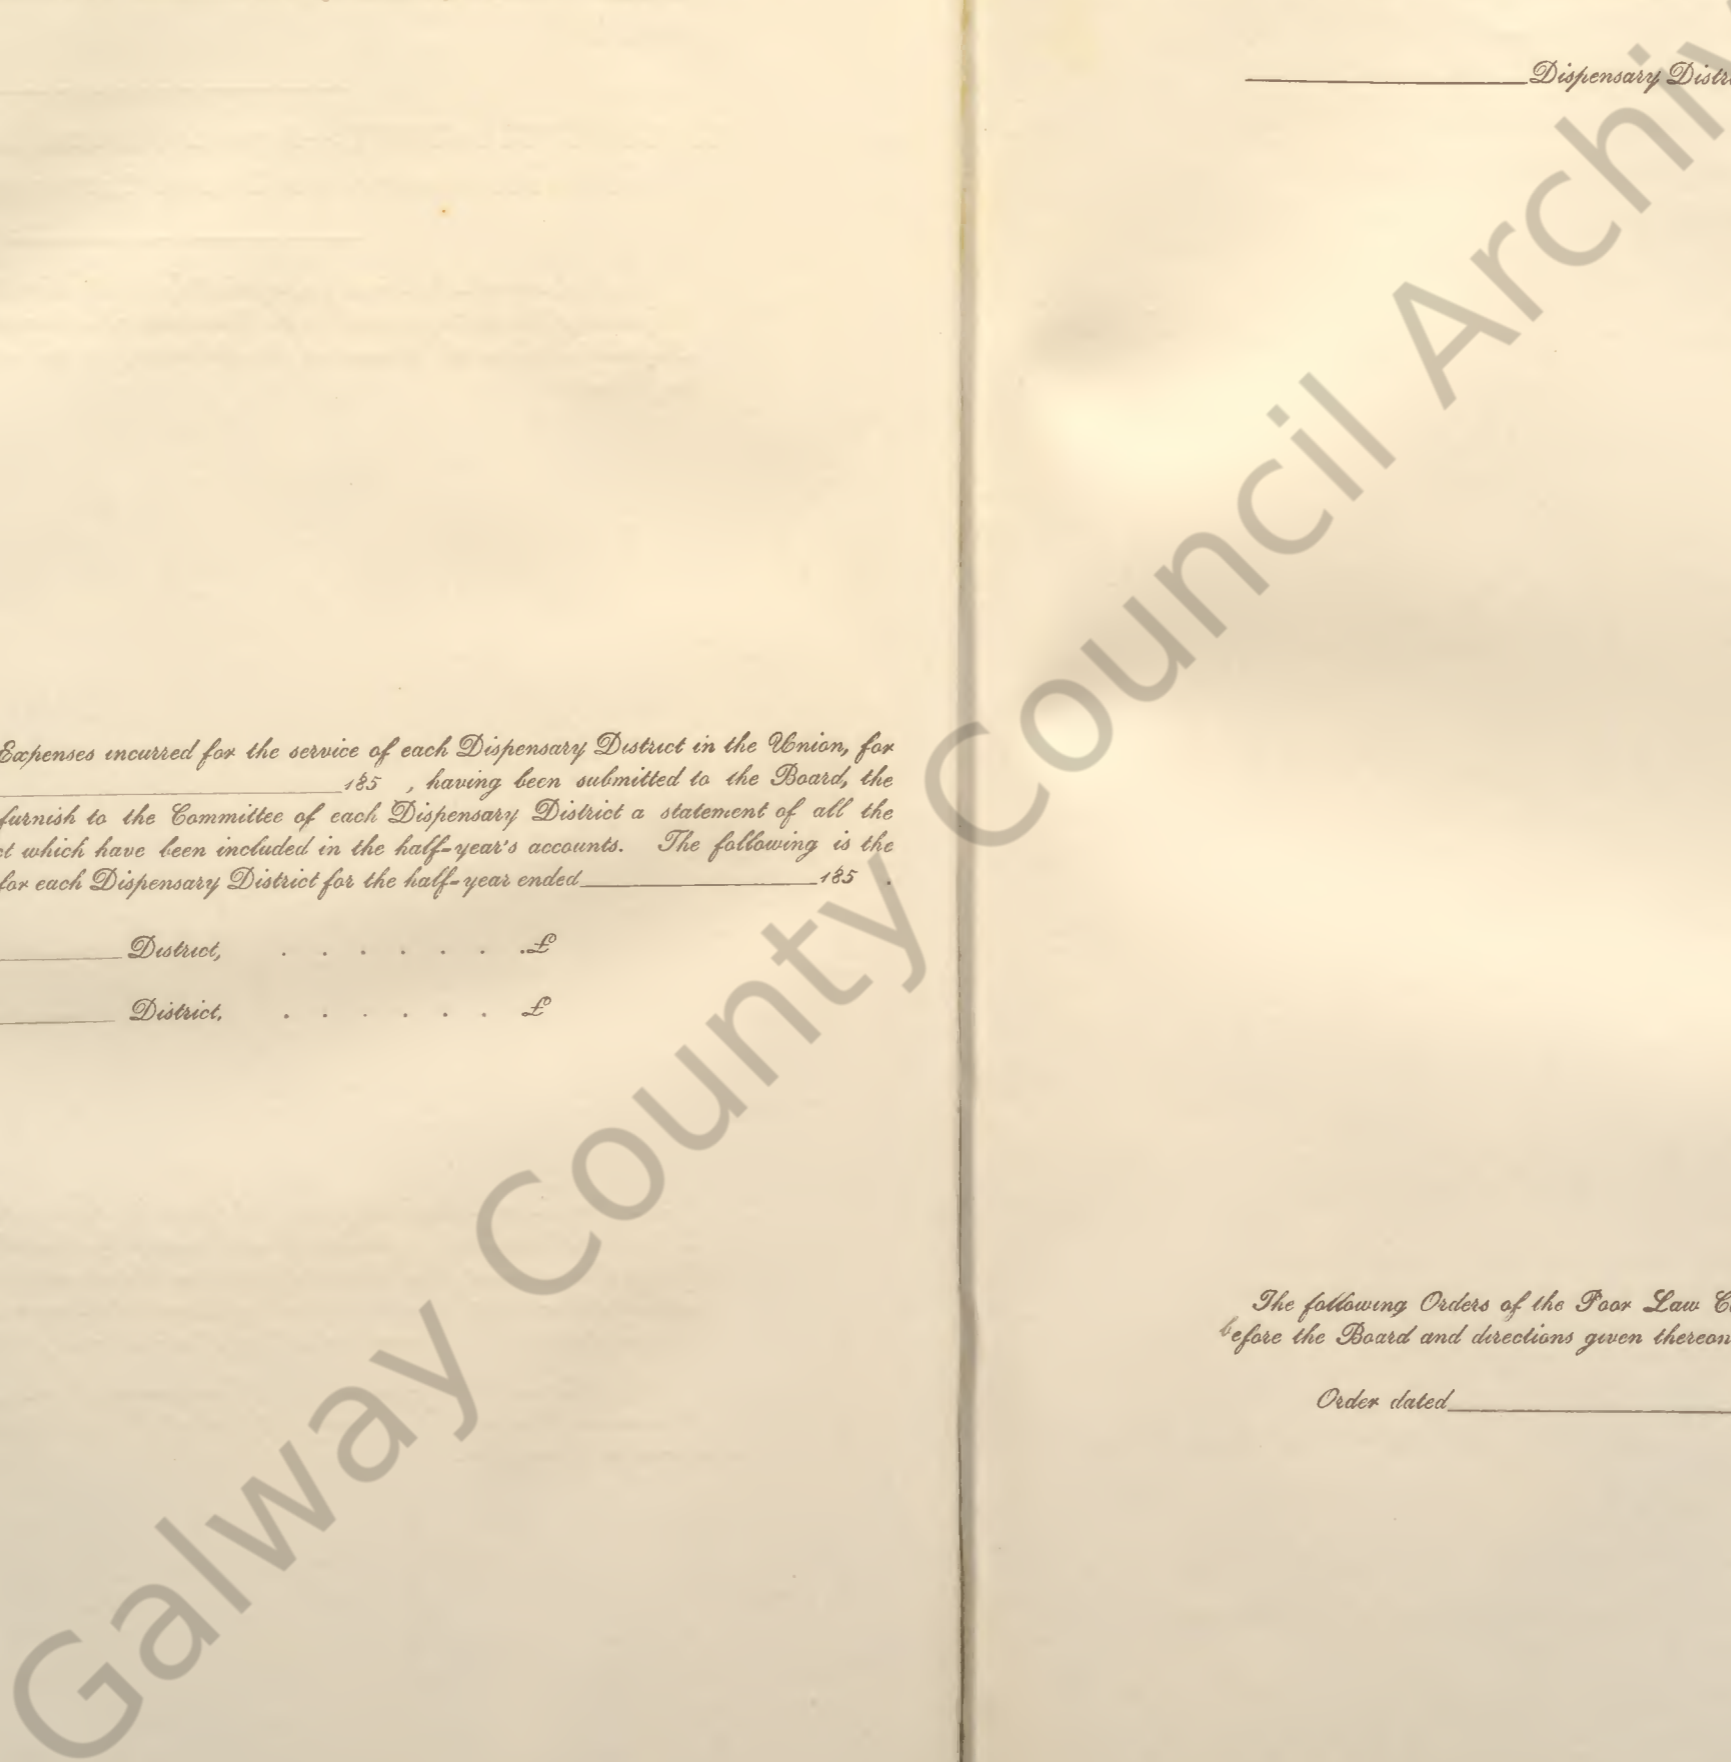 Expenses incurred for the service of each Dispensary District in the Union, for
185 , having been submitted to the Board, the
furnish to the Committee of each Dispensary District a statement of all the
ct which have been included in the half-year's accounts. The following is the
for each Dispensary District for the half-year ended 185 .
District, . . . . . . . £
District, . . . . . . £
Dispensary Distri
The following Orders of the Poor Law C
before the Board and directions given thereon
Order dated
Galway County Council Archiv